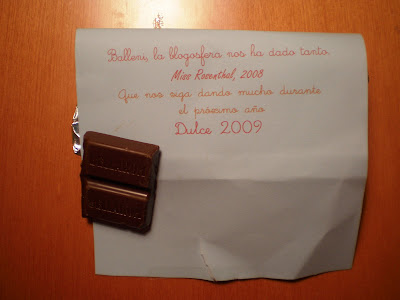 Balleni, la blogosfera nos ha dado tanto.
Miss Rosenthal, 2008
Que nos siga dando mucho durante
el próximo año
Dulce 2009